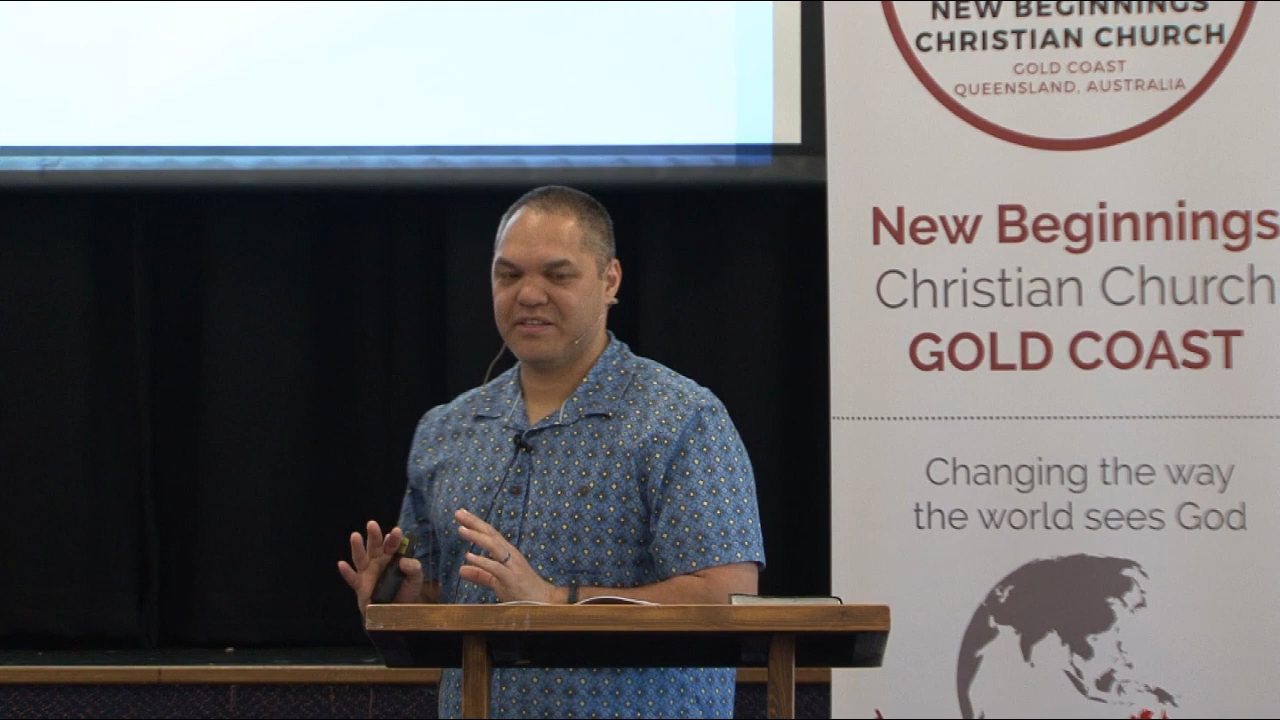 NEW BEGINNINGS
CHRISTIAN CHURCH
GOLD COAST
QUEENSLAND, AUSTRALIA
New Beginnings
Christian Church
GOLD COAST
Changing the way
the world sees God